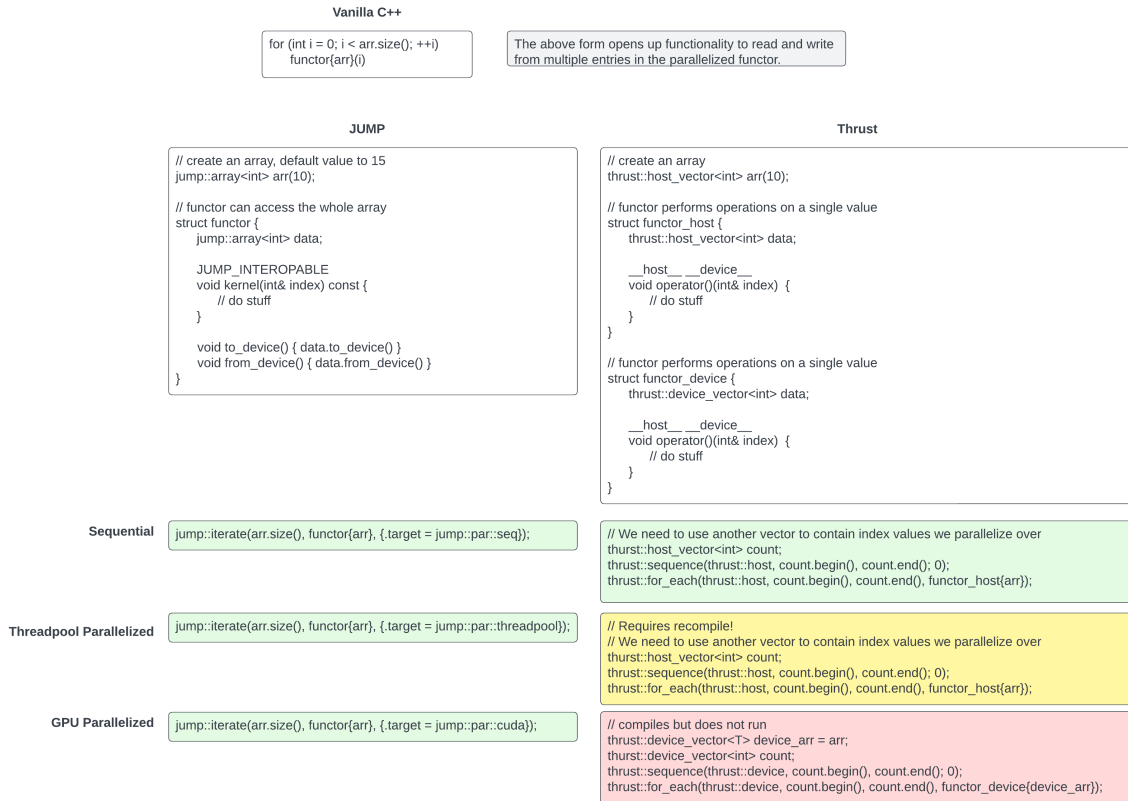 Vanilla C++
for (int i = 0; i < arr.size(); ++i)
functor{arr}(i)
The above form opens up functionality to read and write
from multiple entries in the parallelized functor.
JUMP
// create an array, default value to 15
jump::array<int> arr(10);
// functor can access the whole array
struct functor {
jump::array<int> data;
JUMP_INTEROPABLE
void kernel(int& index) const {
// do stuff
}
void to_device() { data.to_device() }
void from_device() { data.from_device() }
}
Thrust
// create an array
thrust::host_vector<int> arr(10);
// functor performs operations on a single value
struct functor_host {
thrust::host_vector<int> data;
__host__ __device__
void operator()(int& index)  {
// do stuff
}
}
// functor performs operations on a single value
struct functor_device {
thrust::device_vector<int> data;
__host__ __device__
void operator()(int& index)  {
// do stuff
}
}
Sequential
jump::iterate(arr.size(), functor{arr}, {.target = jump::par::seq});
// We need to use another vector to contain index values we parallelize over
thurst::host_vector<int> count;
thrust::sequence(thrust::host, count.begin(), count.end(); 0);
thrust::for_each(thrust::host, count.begin(), count.end(), functor_host{arr});
Threadpool Parallelized
jump::iterate(arr.size(), functor{arr}, {.target = jump::par::threadpool});
// Requires recompile!
// We need to use another vector to contain index values we parallelize over
thurst::host_vector<int> count;
thrust::sequence(thrust::host, count.begin(), count.end(); 0);
thrust::for_each(thrust::host, count.begin(), count.end(), functor_host{arr});
GPU Parallelized
jump::iterate(arr.size(), functor{arr}, {.target = jump::par::cuda});
// compiles but does not run
thrust::device_vector<T> device_arr = arr;
thurst::device_vector<int> count;
thrust::sequence(thrust::device, count.begin(), count.end(); 0);
thrust::for_each(thrust::device, count.begin(), count.end(), functor_device{device_arr});